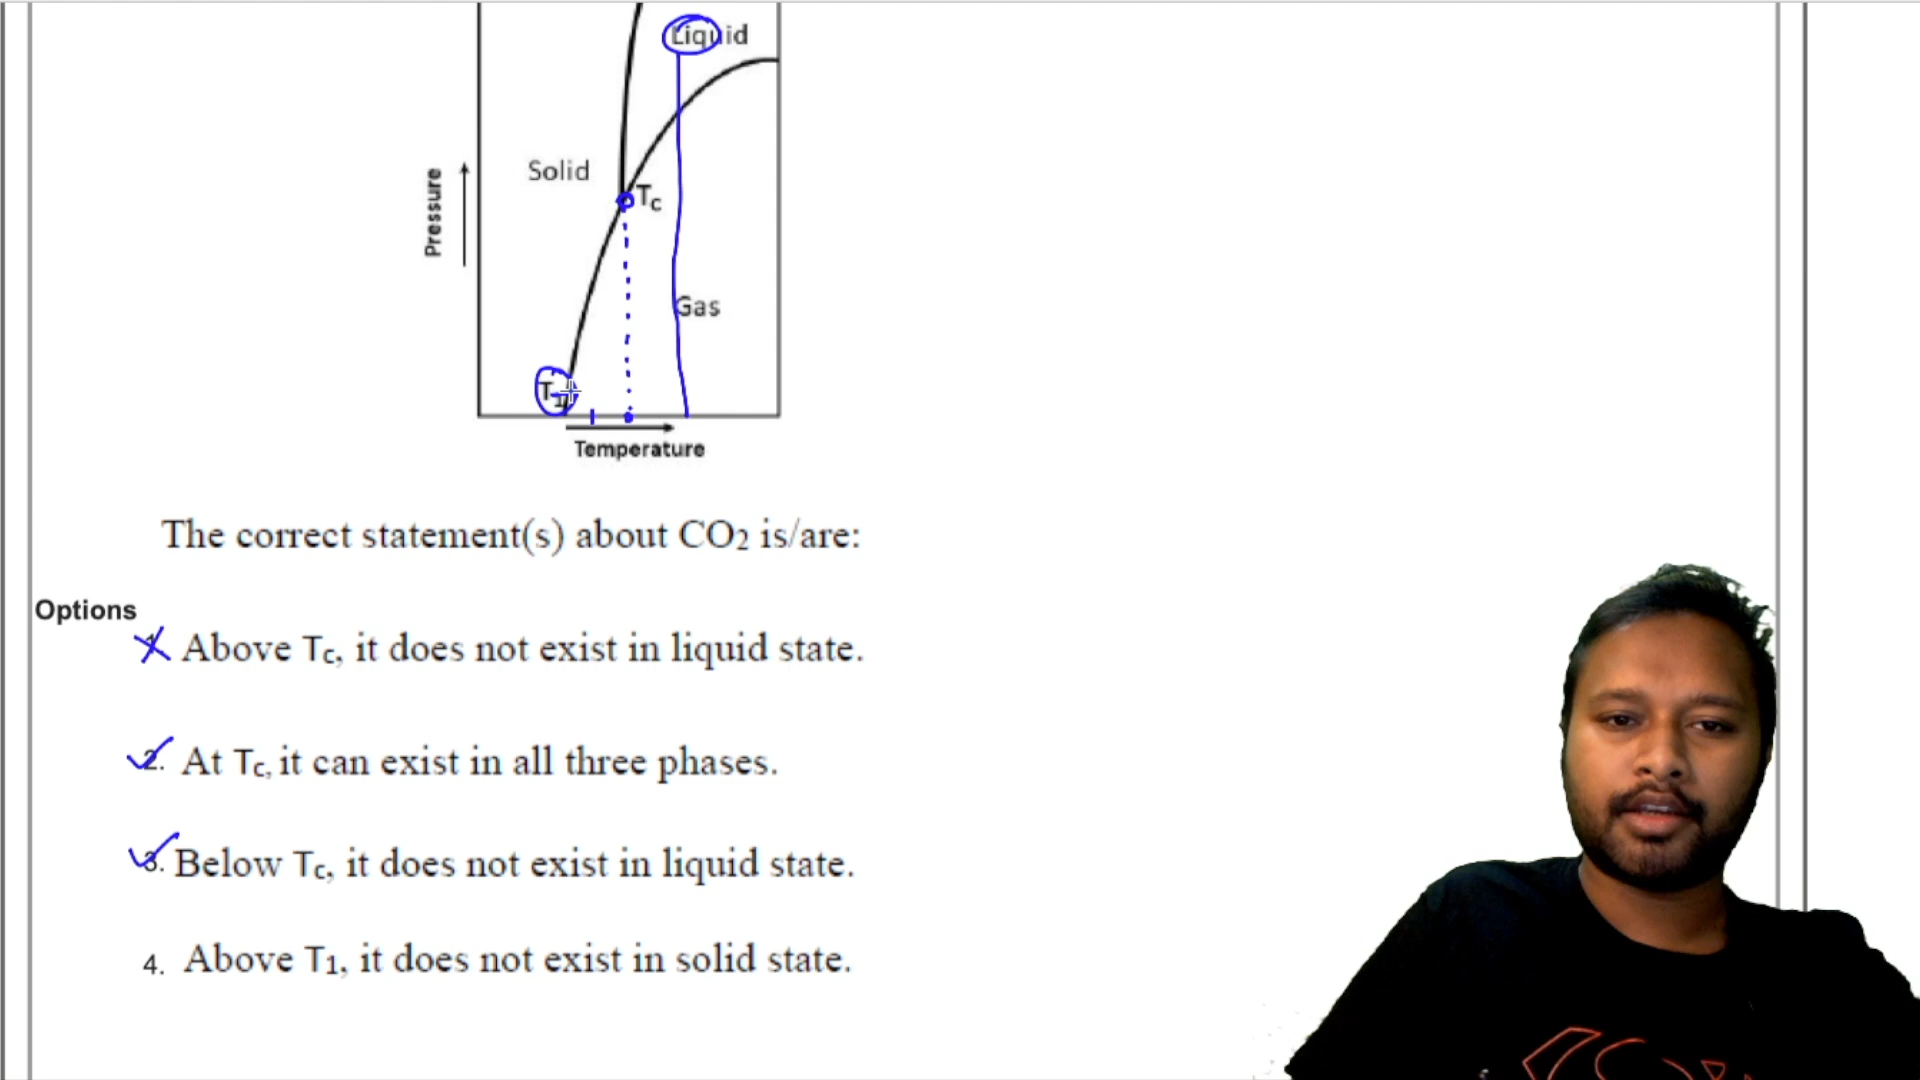 Liquid
Solid
Tc
Pressure
Gas
T1
Temperature
The correct statement(s) about CO2 is/are:
Options
1. Above Tc, it does not exist in liquid state.
2. At Tc, it can exist in all three phases.
3. Below Tc, it does not exist in liquid state.
4. Above T1, it does not exist in solid state.